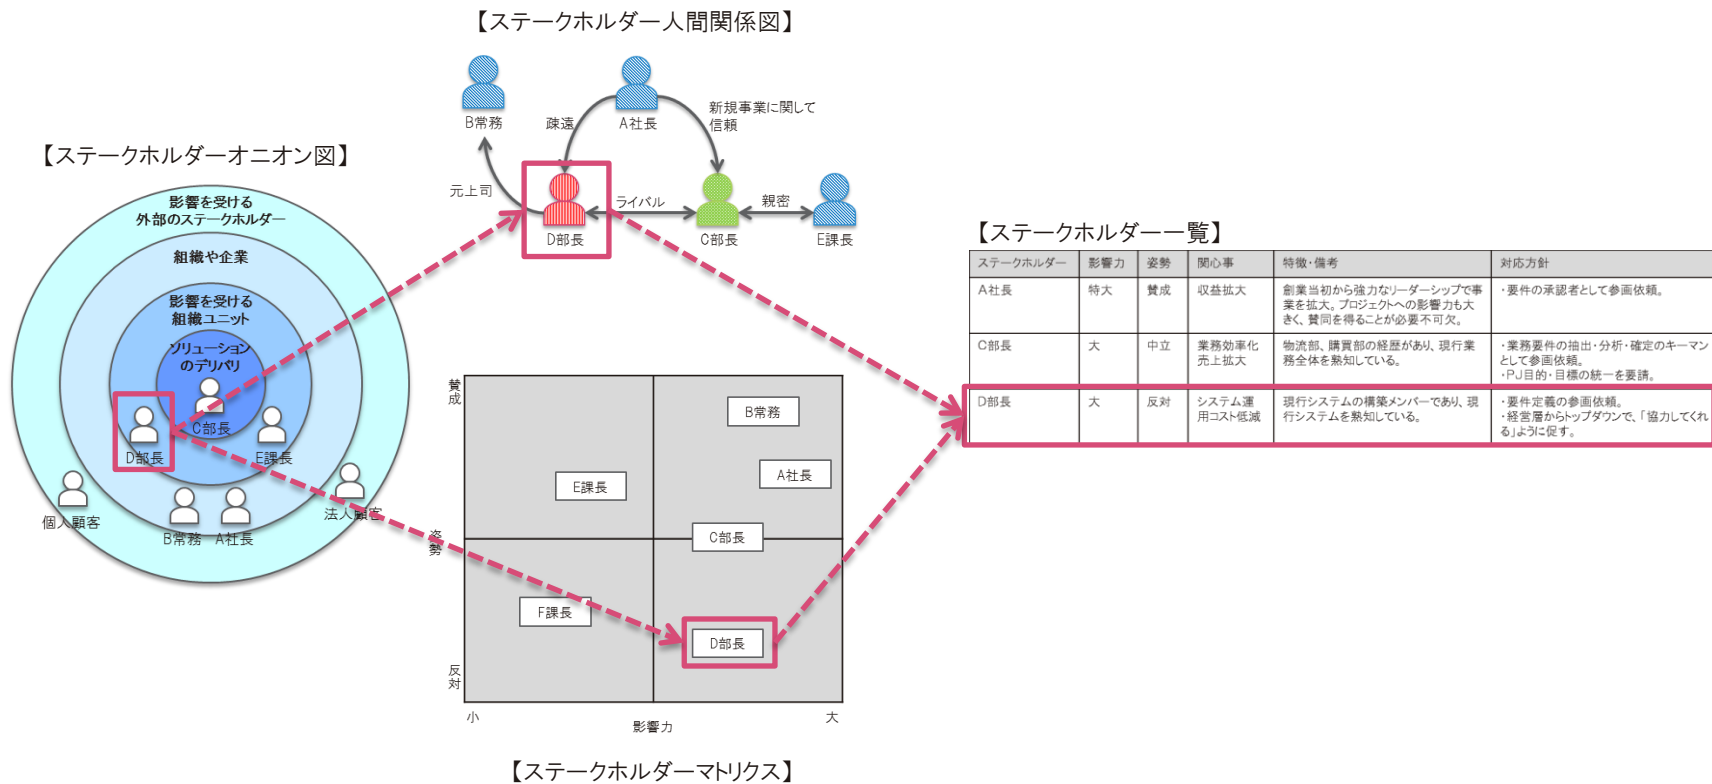 【ステークホルダー人間関係図】
B常務
A社長
疎遠
新規事業に関して
信頼
元上司
ライバル
親密
D部長
C部長
E課長
【ステークホルダーオニオン図】
影響を受ける
外部のステークホルダー
組織や企業
影響を受ける
組織ユニット
ソリューション
のデリバリ
C部長
D部長
E課長
個人顧客
法人顧客
B常務
A社長
【ステークホルダー一覧】
ステークホルダー 影響力 姿勢 関心事 特徴・備考 対応方針
A社長 特大 賛成 収益拡大 創業当初から強力なリーダーシップで事 ・要件の承認者として参画依頼。
業を拡大。プロジェクトへの影響力も大
きく、賛同を得ることが必要不可欠。
C部長 大 中立 業務効率化 物流部、購買部の経歴があり、現行業 ・業務要件の抽出・分析・確定のキーマン
売上拡大 務全体を熟知している。 として参画依頼。
・PJ目的・目標の統一を要請。
D部長 大 反対 システム運 現行システムの構築メンバーであり、現 ・要件定義の参画依頼。
用コスト低減 行システムを熟知している。 ・経営層からトップダウンで、「協力してくれ
る」ように促す。
賛成
姿勢
反対
B常務
A社長
E課長
C部長
F課長
D部長
小
影響力
大
【ステークホルダーマトリクス】